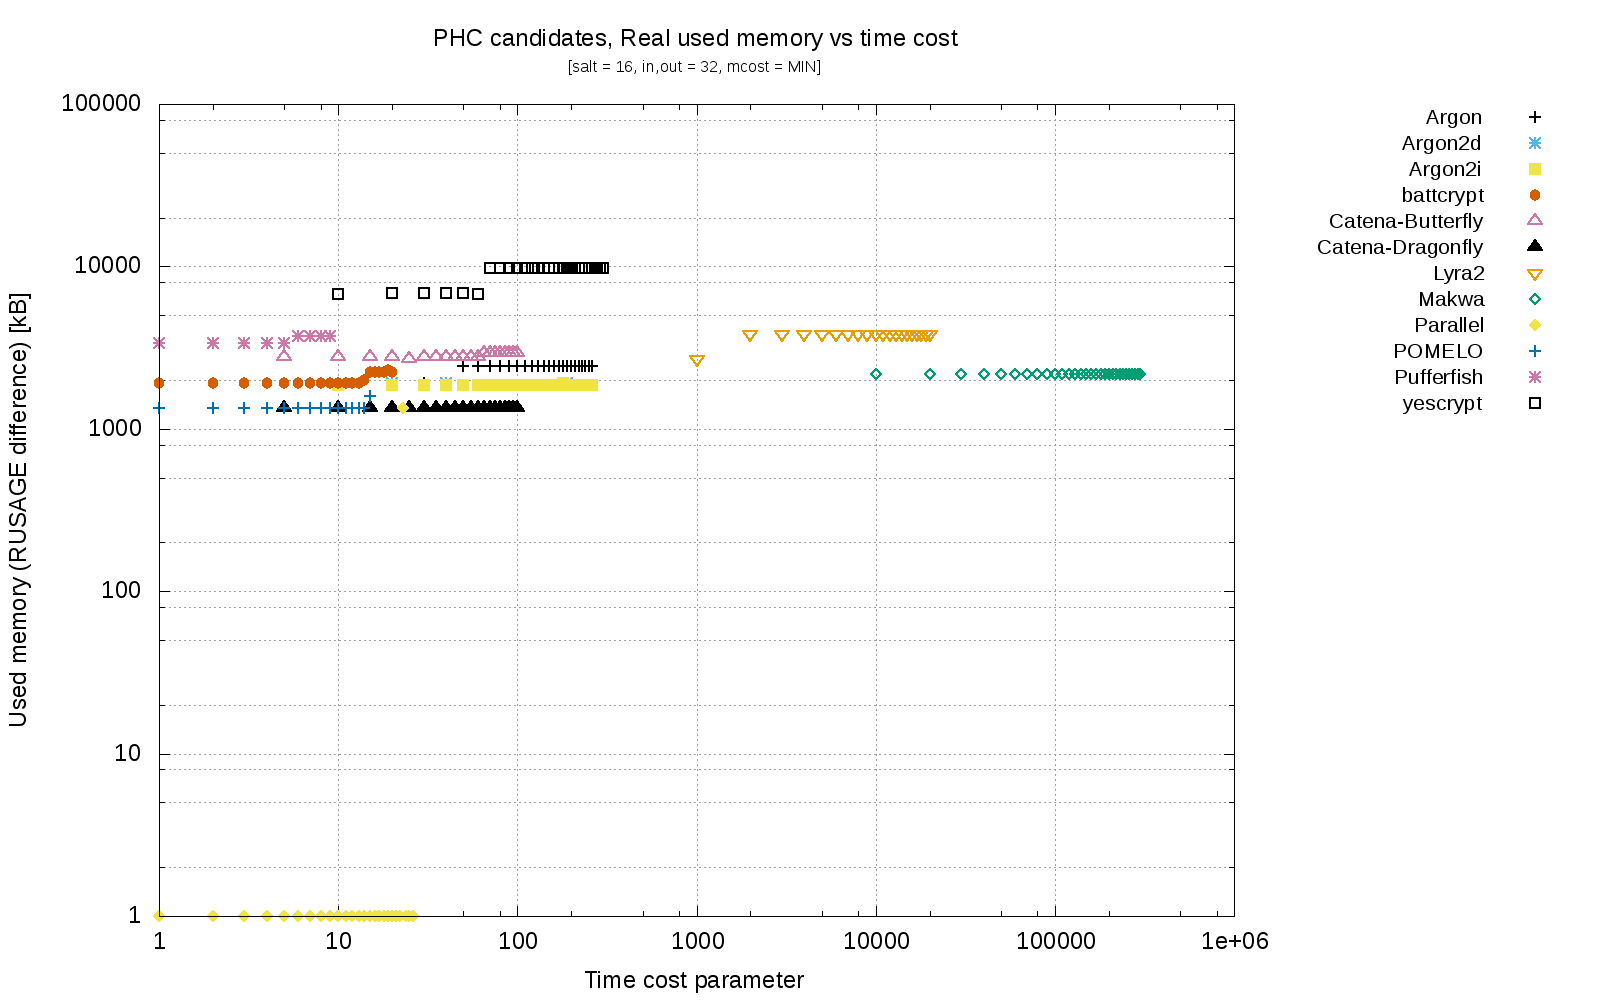 PHC candidates, Real used memory vs time cost
[salt = 16, in,out = 32, mcost = MIN]
Used memory (RUSAGE difference) [kB]
100000
10000
1000
100
10
1
1 10 100 1000 10000 100000 1e+06
Time cost parameter
Argon
Argon2d
Argon2i
battcrypt
Catena-Butterfly
Catena-Dragonfly
Lyra2
Makwa
Parallel
POMELO
Pufferfish
yescrypt